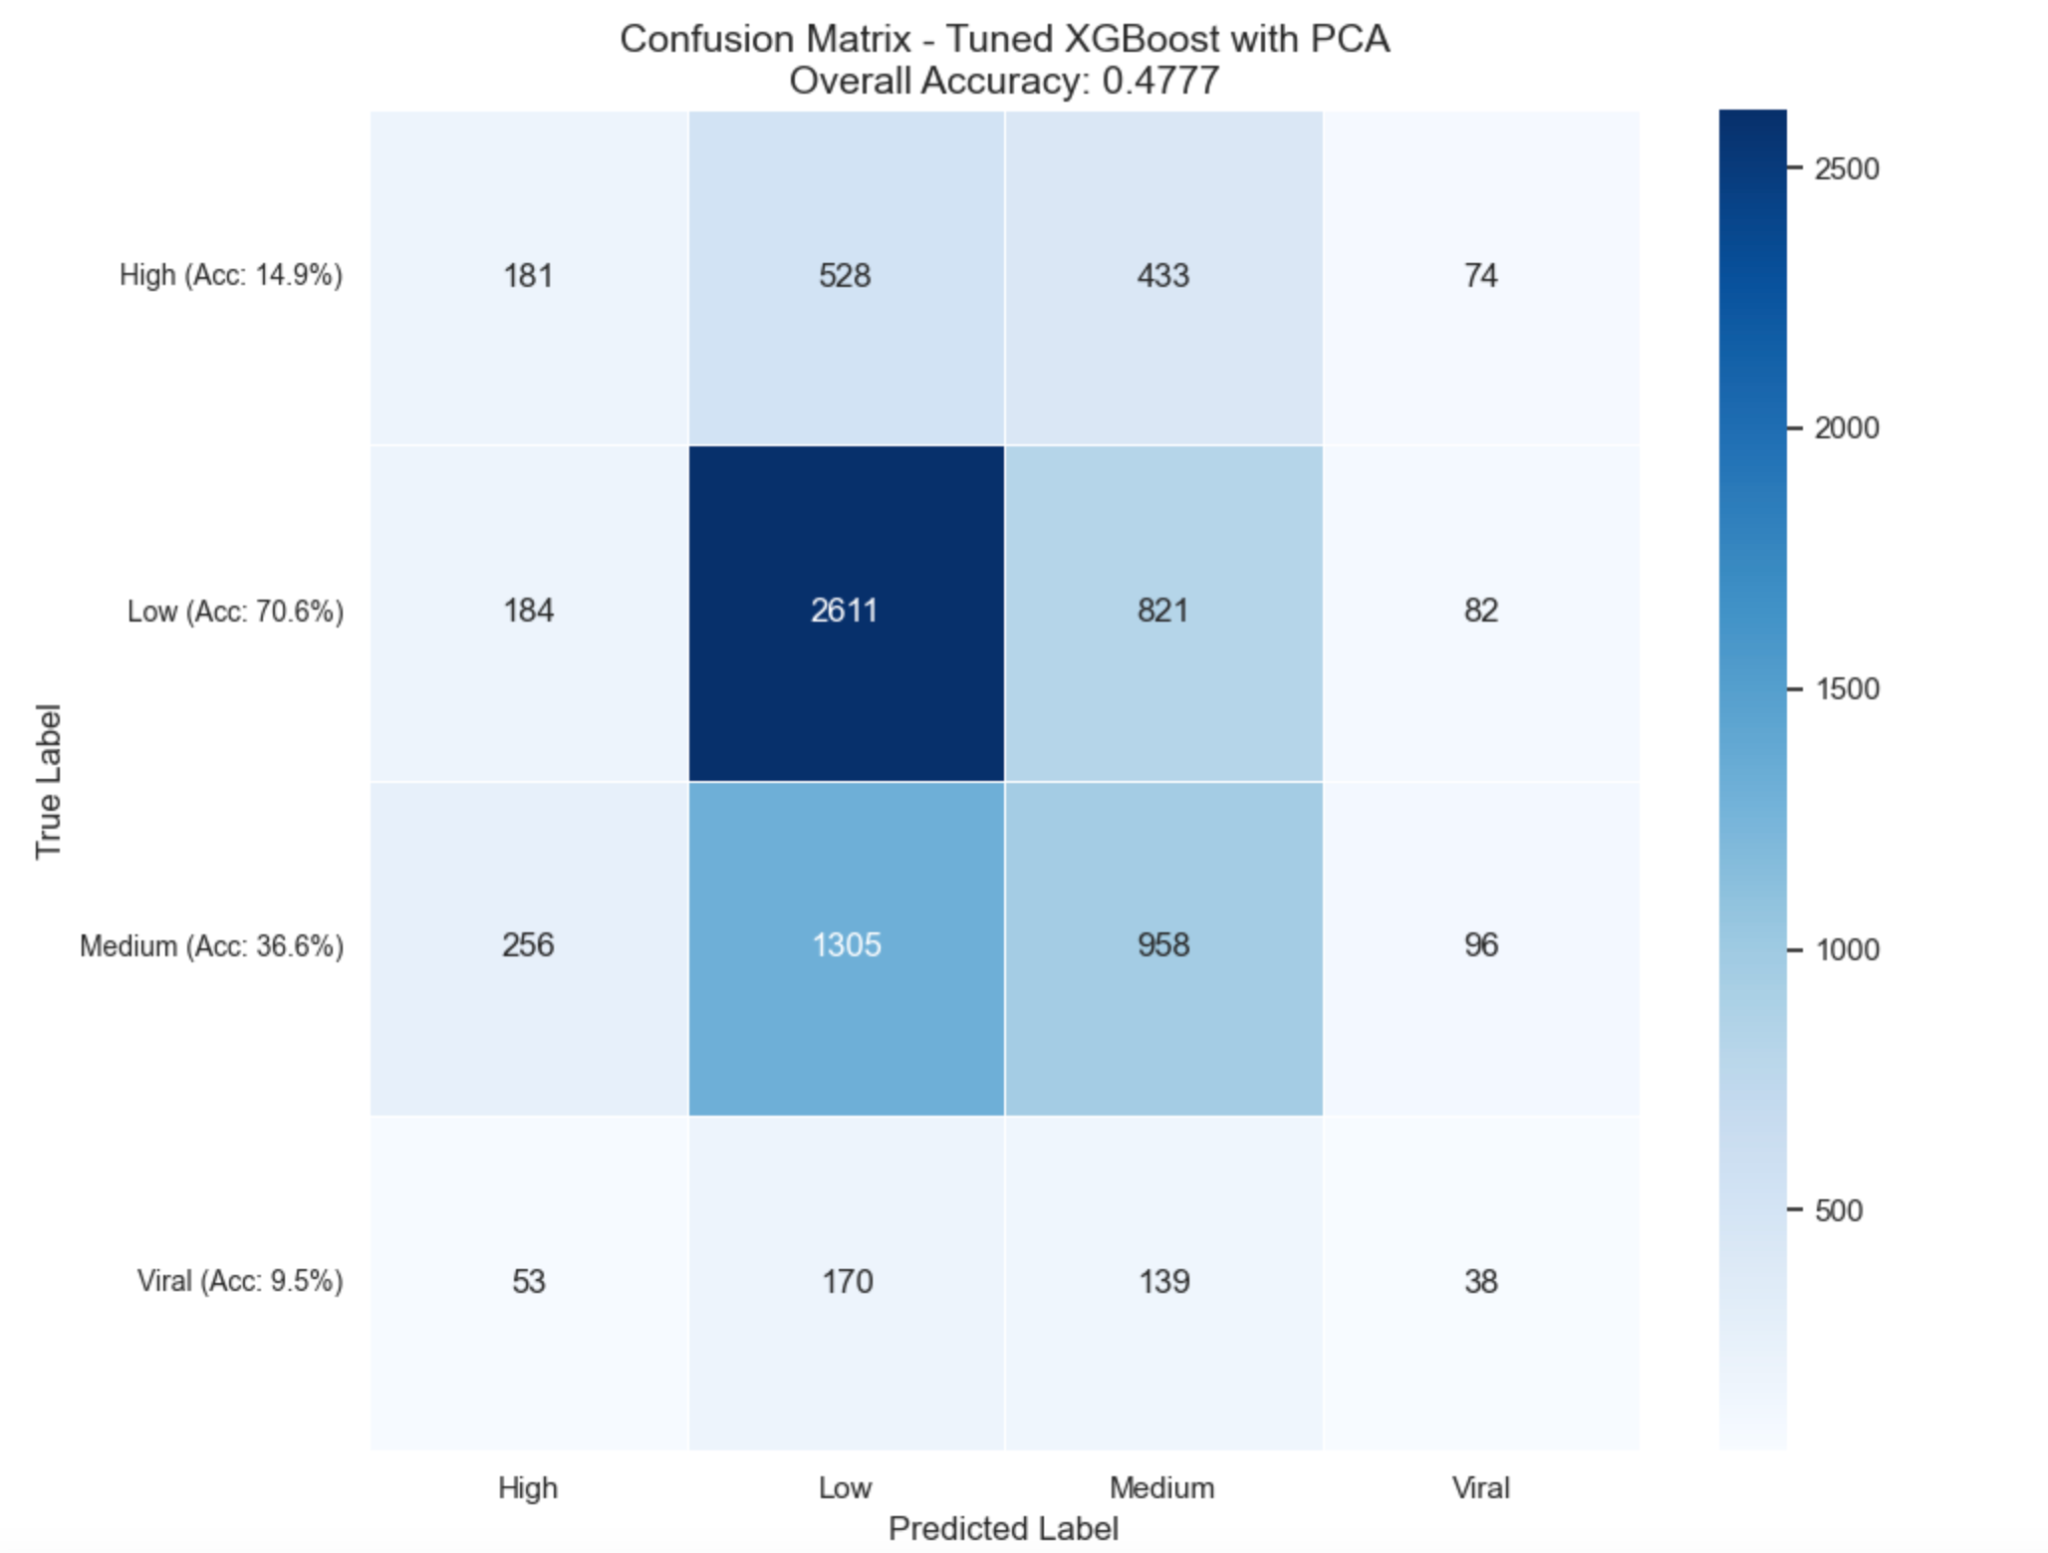 Confusion Matrix - Tuned XGBoost with PCA
Overall Accuracy: 0.4777
2500
High (Acc: 14.9%) 181 528 433 74
2000
Low (Acc: 70.6%) 184 2611 821 82
1500
True Label
Medium (Acc: 36.6%) 256 1305 958 96
1000
500
Viral (Acc: 9.5%) 53 170 139 38
High Low Medium Viral
Predicted Label